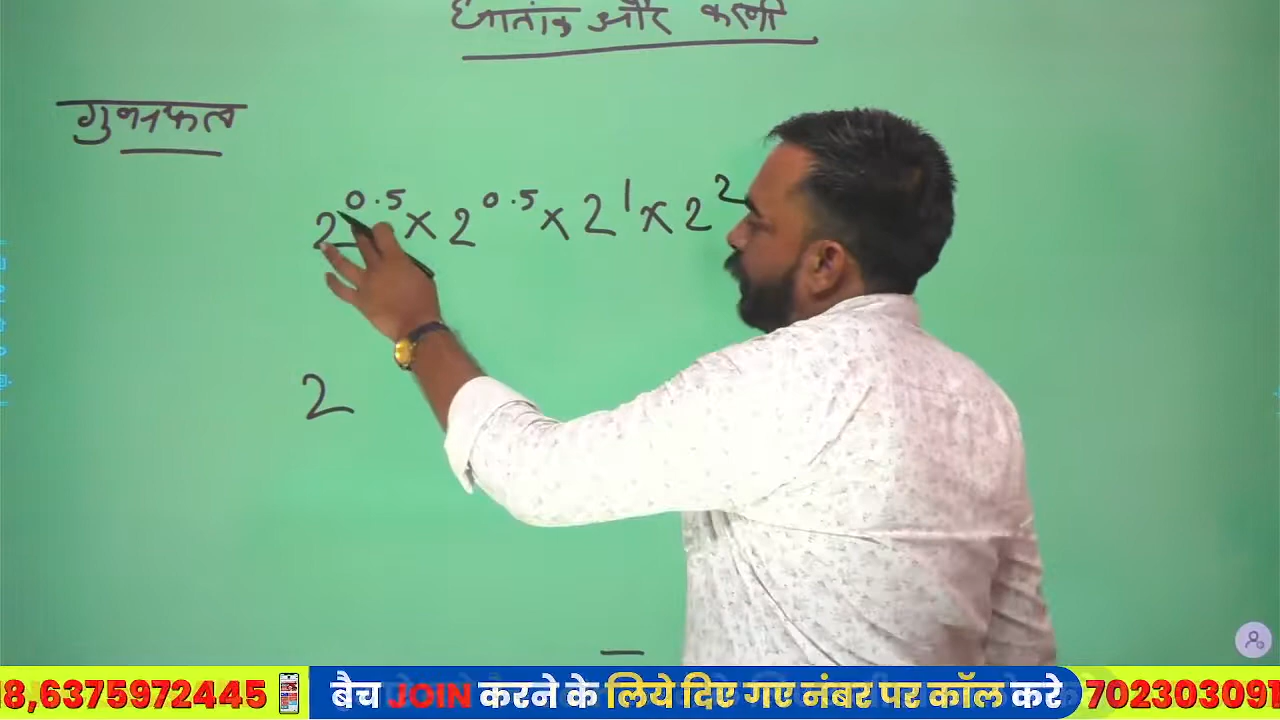 घातांक और करणी
गुणनफल
2^0.5 × 2^0.5 × 2^1 × 2^2
2
18,6375972445 बैच JOIN करने के लिये दिए गए नंबर पर कॉल करे 702303091